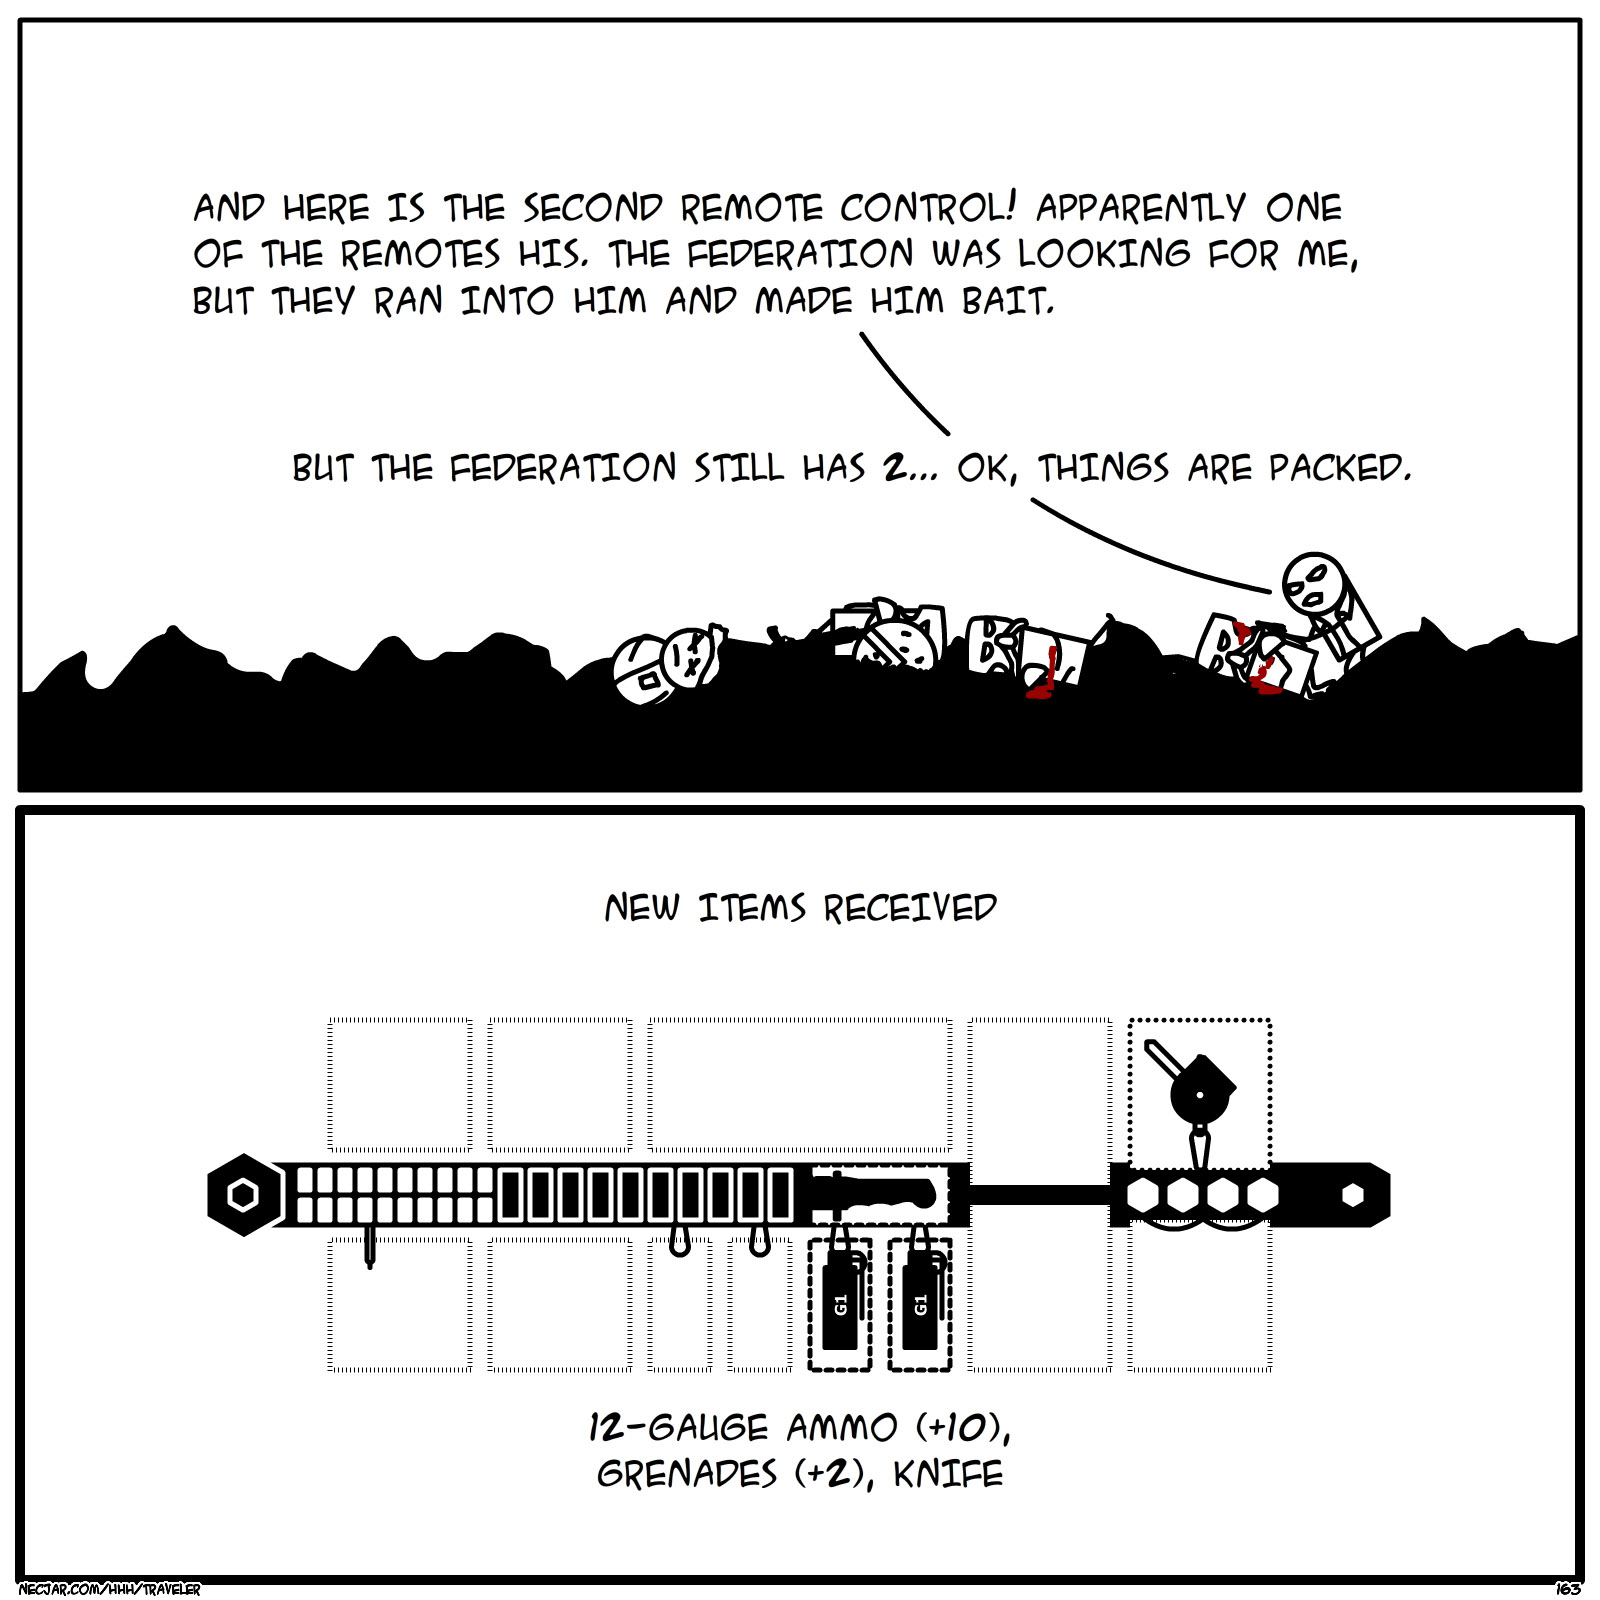 AND HERE IS THE SECOND REMOTE CONTROL! APPARENTLY ONE
OF THE REMOTES HIS. THE FEDERATION WAS LOOKING FOR ME,
BUT THEY RAN INTO HIM AND MADE HIM BAIT.
BUT THE FEDERATION STILL HAS 2... OK, THINGS ARE PACKED.
NEW ITEMS RECEIVED
G1
G1
12-GAUGE AMMO (+10),
GRENADES (+2), KNIFE
NECJAR.COM/HHH/TRAVELER
163